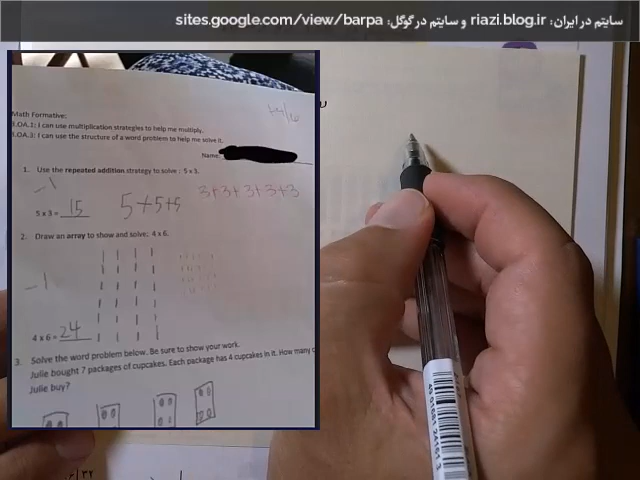 سایتم در ایران: riazi.blog.ir و سایتم در گوگل: sites.google.com/view/barpa
Math Formative:
I can use multiplication strategies to help me multiply.
I can use the structure of a word problem to help me solve it.
Name:
1. Use the repeated addition strategy to solve : 5 x 3.
-1
5 x 3 = 15 5+5+5 3+3+3+3+3
2. Draw an array to show and solve: 4 x 6.
-1
4 x 6 = 24
3. Solve the word problem below. Be sure to show your work.
Julie bought 7 packages of cupcakes. Each package has 4 cupcakes in it. How many
Julie buy?